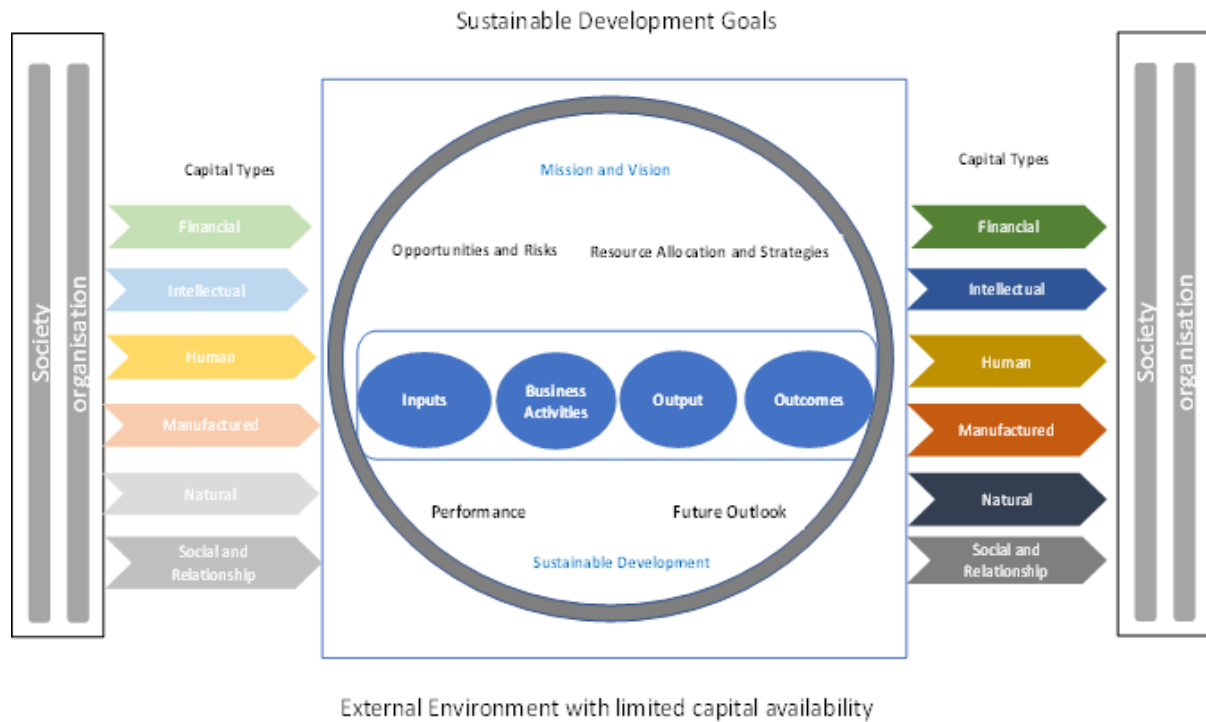 Sustainable Development Goals
Society
organisation
Capital Types
Financial
Intellectual
Human
Manufactured
Natural
Social and
Relationship
Mission and Vision
Opportunities and Risks
Resource Allocation and Strategies
Inputs
Business
Activities
Output
Outcomes
Performance
Future Outlook
Sustainable Development
Capital Types
Financial
Intellectual
Human
Manufactured
Natural
Social and
Relationship
Society
organisation
External Environment with limited capital availability